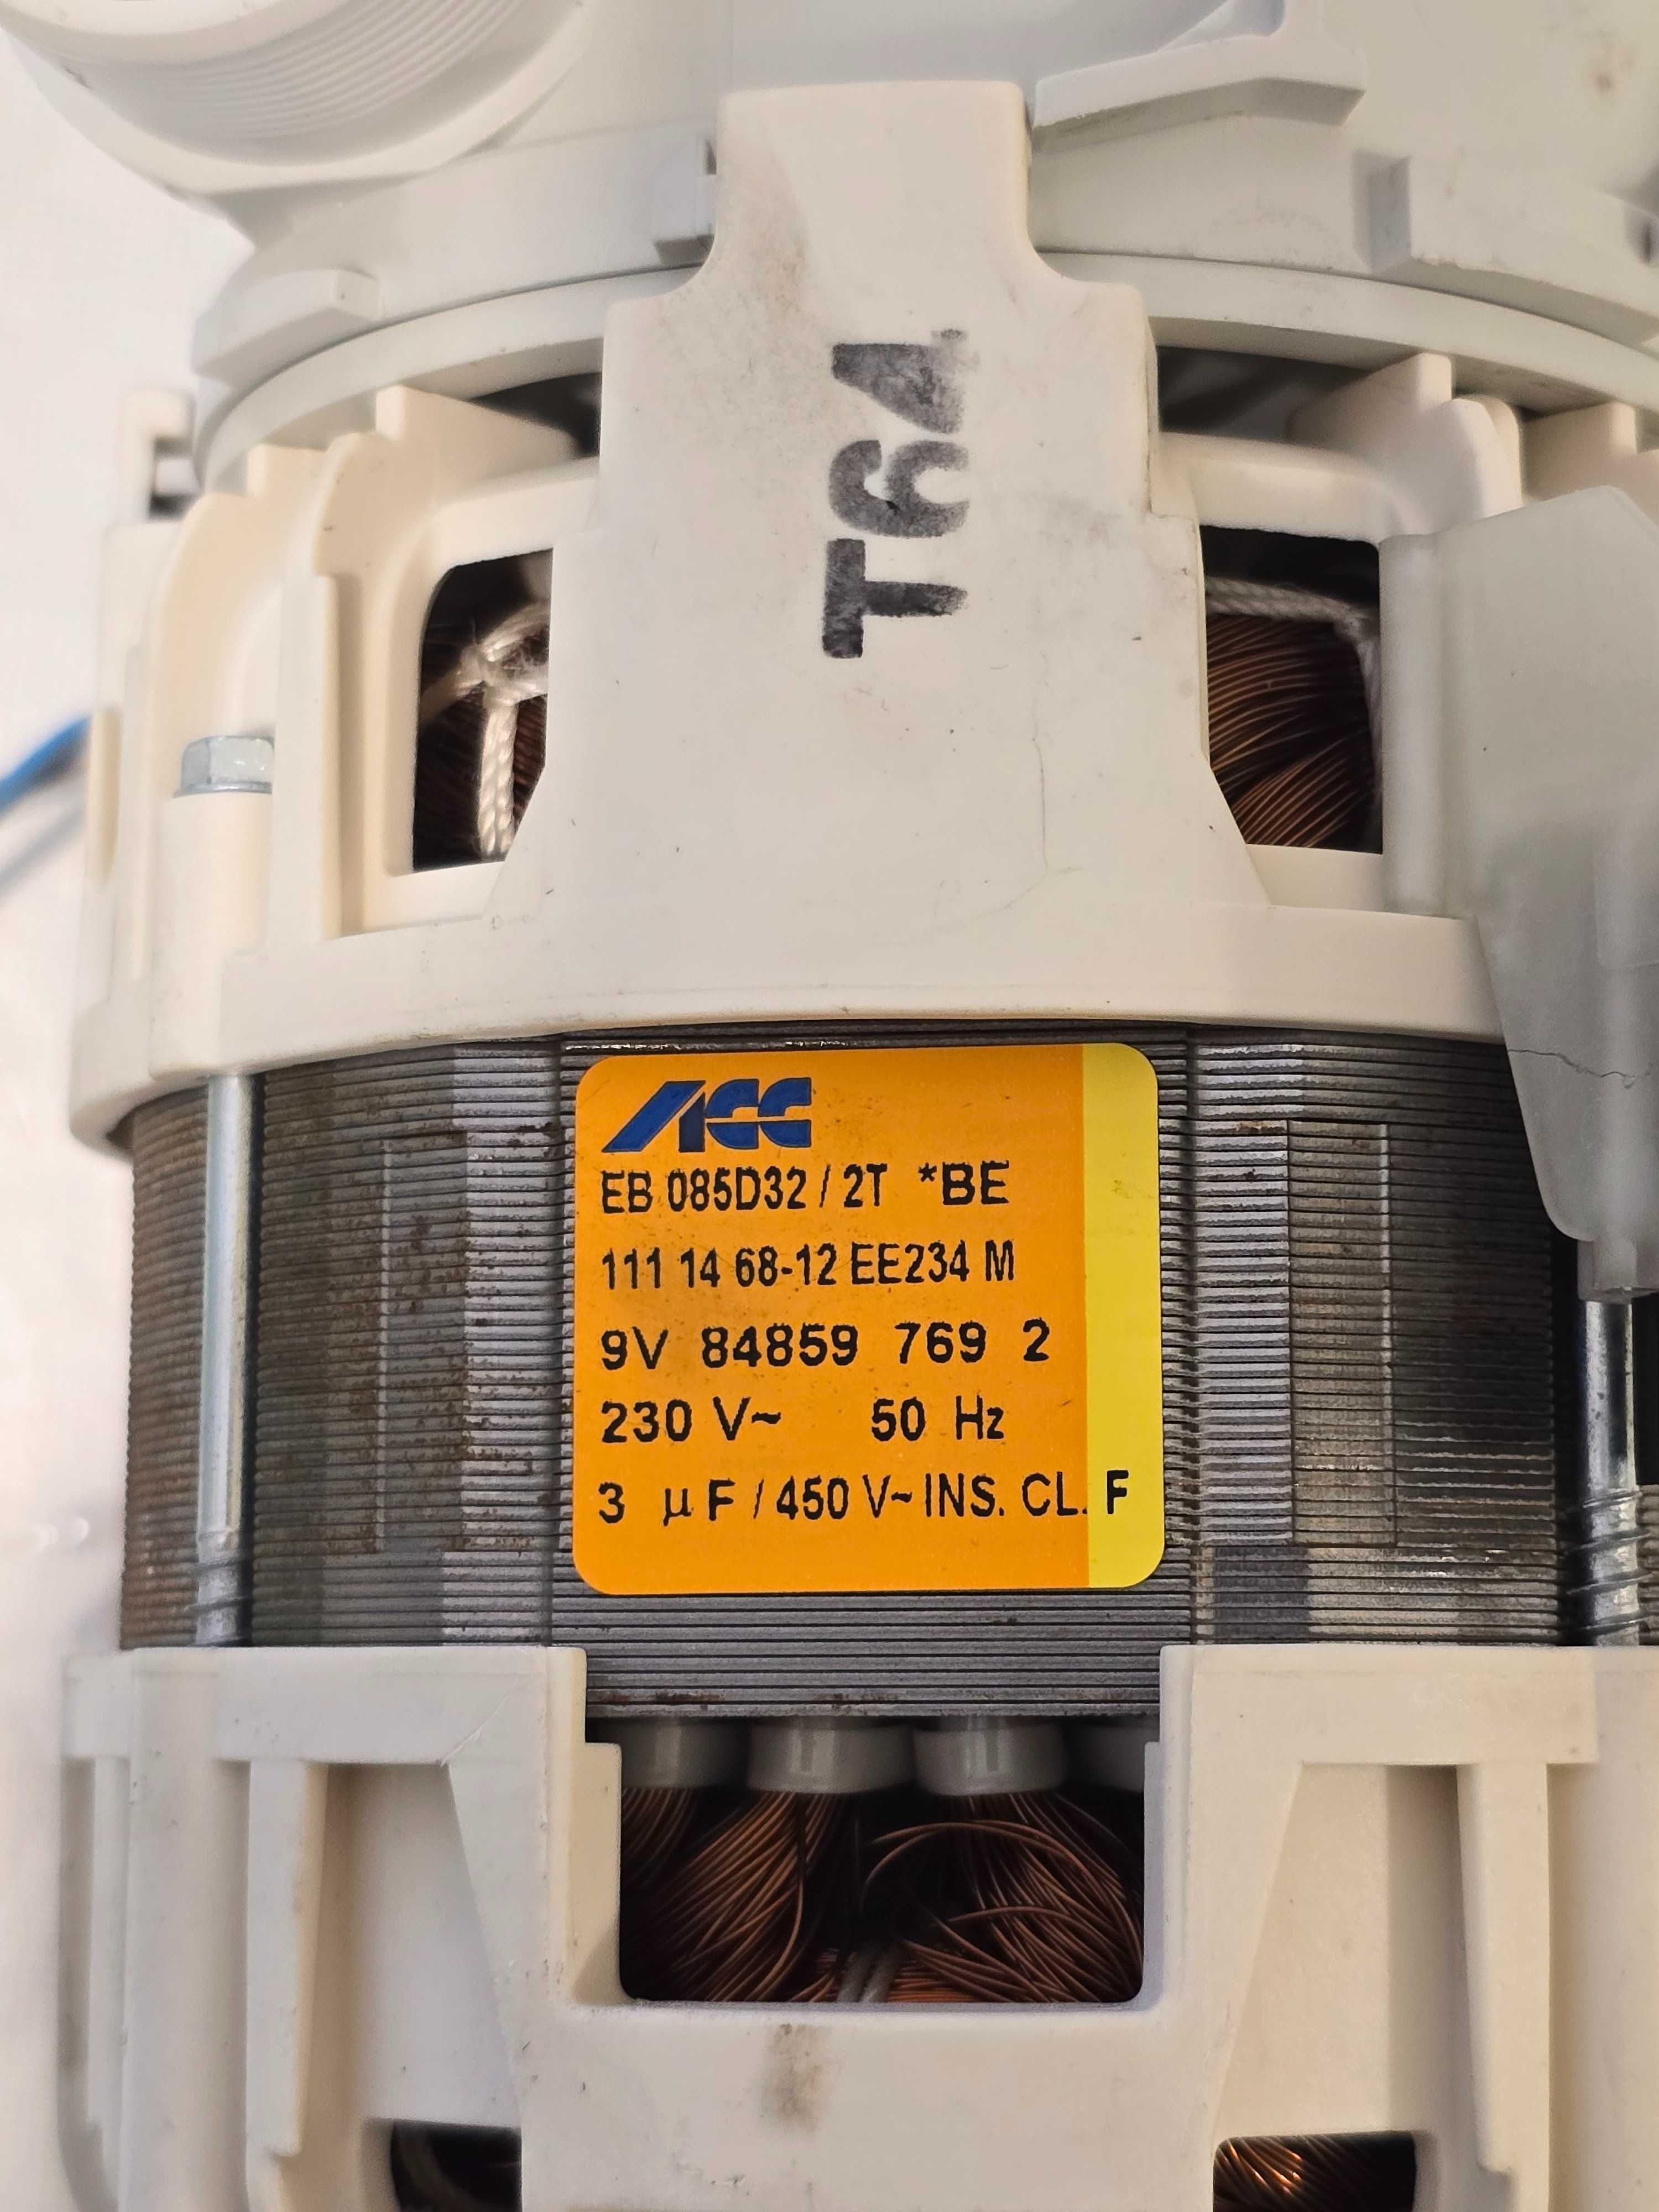 T64
ACC
EB 085D32 / 2T *BE
111 14 68-12 EE234 M
9V 84859 769 2
230 V~ 50 Hz
3 µF / 450 V~ INS. CL. F